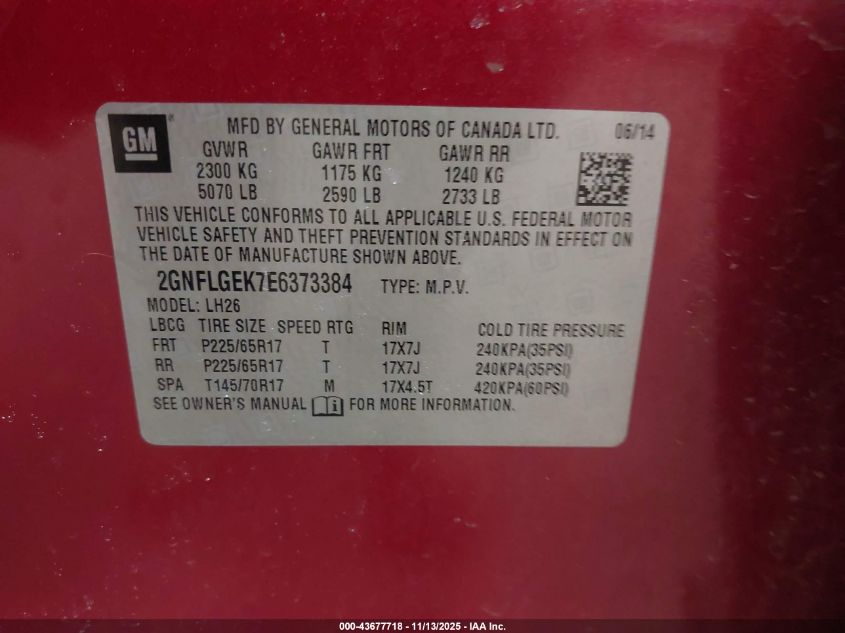 GM
MFD BY GENERAL MOTORS OF CANADA LTD. 06/14
GVWR GAWR FRT GAWR RR
2300 KG 1175 KG 1240 KG
5070 LB 2590 LB 2733 LB
THIS VEHICLE CONFORMS TO ALL APPLICABLE U.S. FEDERAL MOTOR
VEHICLE SAFETY AND THEFT PREVENTION STANDARDS IN EFFECT ON
THE DATE OF MANUFACTURE SHOWN ABOVE.
2GNFLGEK7E6373384 TYPE: M.P.V.
MODEL: LH26
LBCG TIRE SIZE SPEED RTG RIM COLD TIRE PRESSURE
FRT P225/65R17 T 17X7J 240KPA(35PSI)
RR P225/65R17 T 17X7J 240KPA(35PSI)
SPA T145/70R17 M 17X4.5T 420KPA(60PSI)
SEE OWNER'S MANUAL FOR MORE INFORMATION.
000-43677718 - 11/13/2025 - IAA Inc.